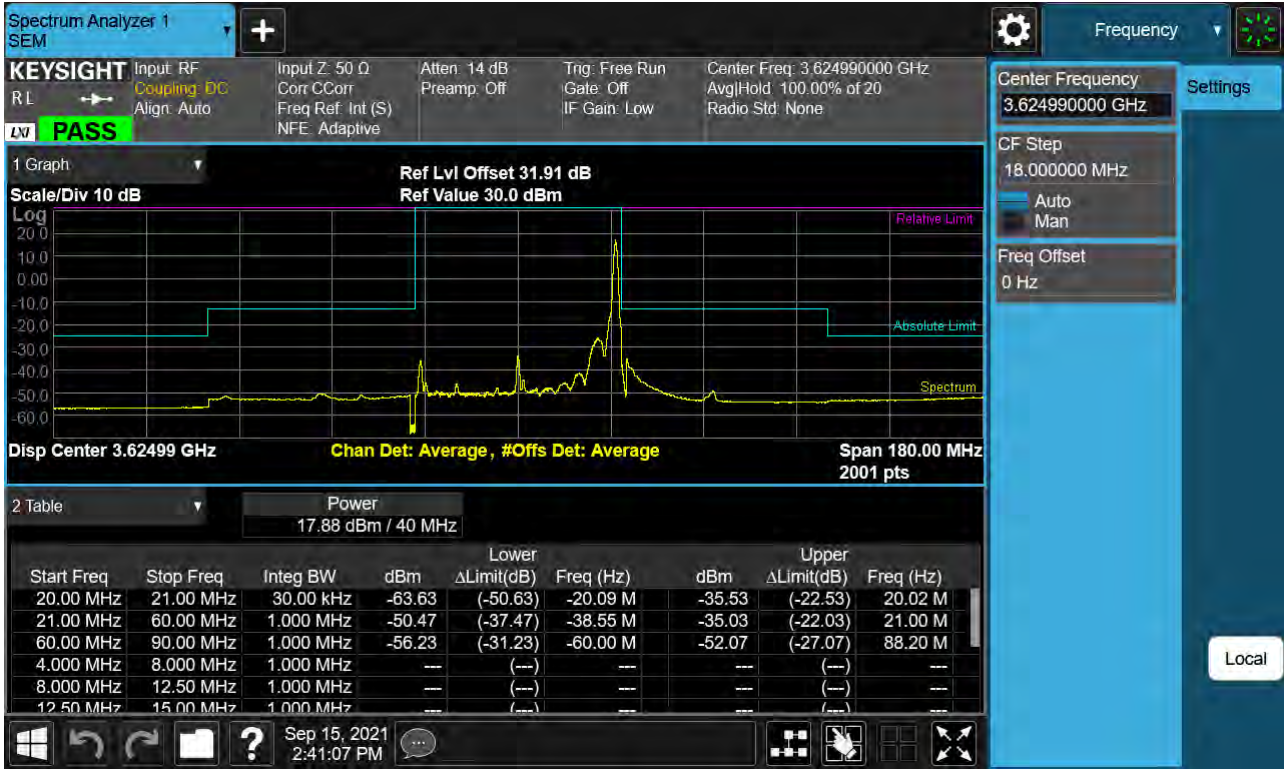 Spectrum Analyzer 1
SEM
+
Frequency
KEYSIGHT
R L
LXI
PASS
Input: RF
Coupling: DC
Align: Auto
Input Z: 50 Ω
Corr CCorr
Freq Ref: Int (S)
NFE: Adaptive
Atten: 14 dB
Preamp: Off
Trig: Free Run
Gate: Off
IF Gain: Low
Center Freq: 3.624990000 GHz
Avg|Hold: 100.00% of 20
Radio Std: None
Center Frequency
3.624990000 GHz
Settings
CF Step
18.000000 MHz
Auto
Man
Freq Offset
0 Hz
Local
1 Graph
Scale/Div 10 dB
Ref Lvl Offset 31.91 dB
Ref Value 30.0 dBm
Log
20.0
10.0
0.00
-10.0
-20.0
-30.0
-40.0
-50.0
-60.0
Relative Limit
Absolute Limit
Spectrum
Disp Center 3.62499 GHz
Chan Det: Average , #Offs Det: Average
Span 180.00 MHz
2001 pts
2 Table
Power
17.88 dBm / 40 MHz
Lower Upper
Start Freq Stop Freq Integ BW dBm ΔLimit(dB) Freq (Hz) dBm ΔLimit(dB) Freq (Hz)
20.00 MHz 21.00 MHz 30.00 kHz -63.63 (-50.63) -20.09 M -35.53 (-22.53) 20.02 M
21.00 MHz 60.00 MHz 1.000 MHz -50.47 (-37.47) -38.55 M -35.03 (-22.03) 21.00 M
60.00 MHz 90.00 MHz 1.000 MHz -56.23 (-31.23) -60.00 M -52.07 (-27.07) 88.20 M
4.000 MHz 8.000 MHz 1.000 MHz --- (---) --- --- (---) ---
8.000 MHz 12.50 MHz 1.000 MHz --- (---) --- --- (---) ---
12.50 MHz 15.00 MHz 1.000 MHz --- (---) --- --- (---) ---
?
Sep 15, 2021
2:41:07 PM